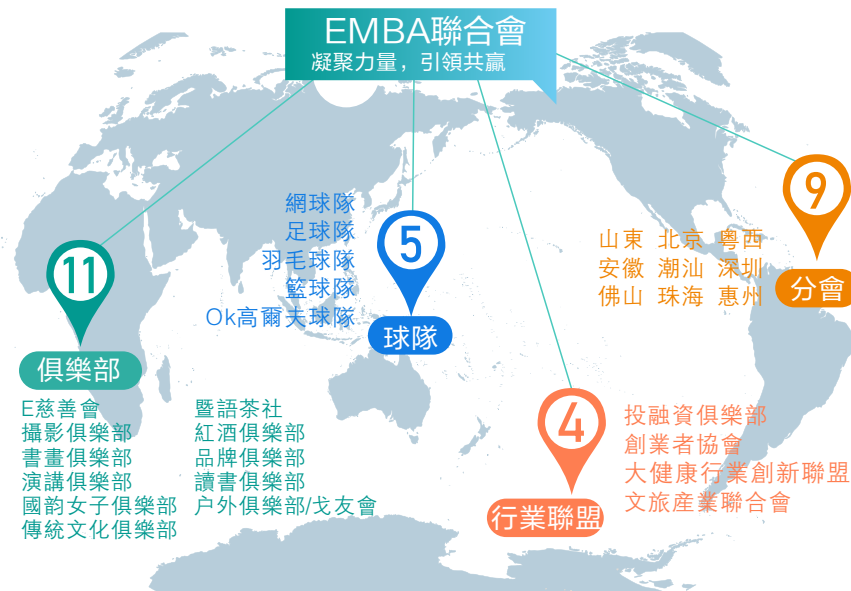 EMBA聯合會
凝聚力量，引領共贏
11
俱樂部
E慈善會
攝影俱樂部
書畫俱樂部
演講俱樂部
國韵女子俱樂部
傳統文化俱樂部
暨語茶社
紅酒俱樂部
品牌俱樂部
讀書俱樂部
户外俱樂部/戈友會
5
球隊
網球隊
足球隊
羽毛球隊
籃球隊
Ok高爾夫球隊
4
行業聯盟
投融資俱樂部
創業者協會
大健康行業創新聯盟
文旅産業聯合會
9
分會
山東 北京 粵西
安徽 潮汕 深圳
佛山 珠海 惠州